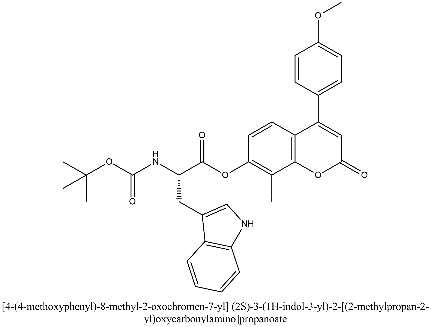 O
O
H
N
O
O
O
O
O
O
NH
[4-(4-methoxyphenyl)-8-methyl-2-oxochromen-7-yl] (2S)-3-(1H-indol-3-yl)-2-[(2-methylpropan-2-
yl)oxycarbonylamino]propanoate